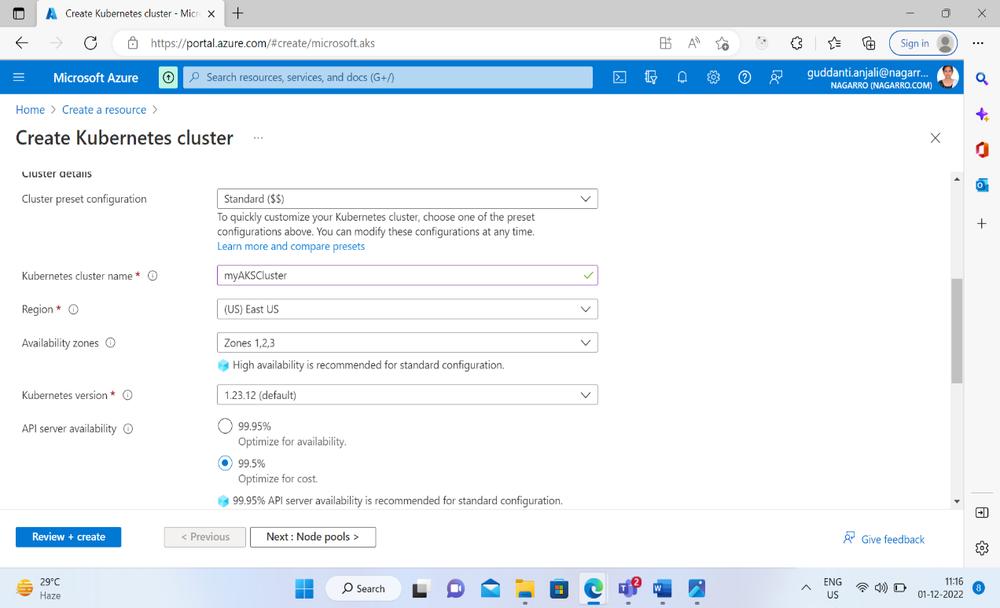 Create Kubernetes cluster - Micr
https://portal.azure.com/#create/microsoft.aks
Sign in
Microsoft Azure
Search resources, services, and docs (G+/)
guddanti.anjali@nagarr...
NAGARRO (NAGARRO.COM)
Home > Create a resource >
Create Kubernetes cluster ...
Cluster details
Cluster preset configuration
Standard ($$)
To quickly customize your Kubernetes cluster, choose one of the preset
configurations above. You can modify these configurations at any time.
Learn more and compare presets
Kubernetes cluster name *
myAKSCluster
Region *
(US) East US
Availability zones
Zones 1,2,3
High availability is recommended for standard configuration.
Kubernetes version *
1.23.12 (default)
API server availability
99.95%
Optimize for availability.
99.5%
Optimize for cost.
99.95% API server availability is recommended for standard configuration.
Review + create
< Previous
Next : Node pools >
Give feedback
29°C
Haze
Search
2
ENG
US
11:16
01-12-2022
8